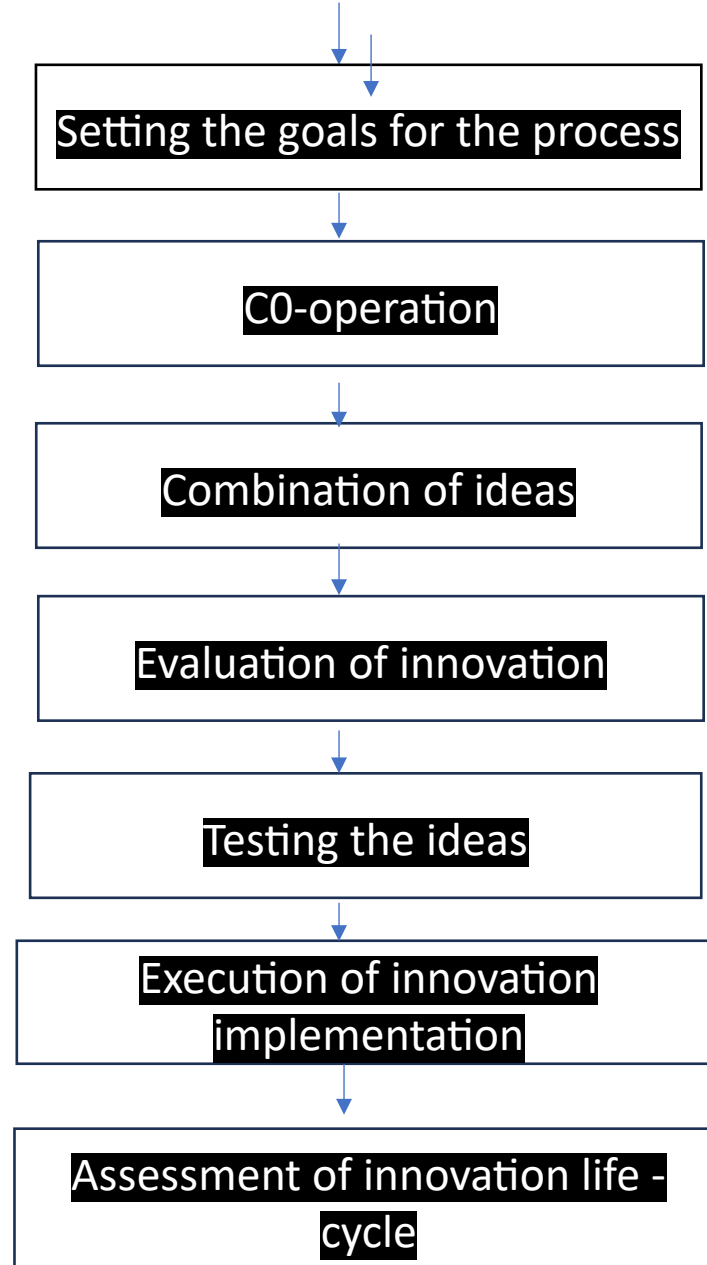 Setting the goals for the process
C0-operation
Combination of ideas
Evaluation of innovation
Testing the ideas
Execution of innovation
implementation
Assessment of innovation life -
cycle